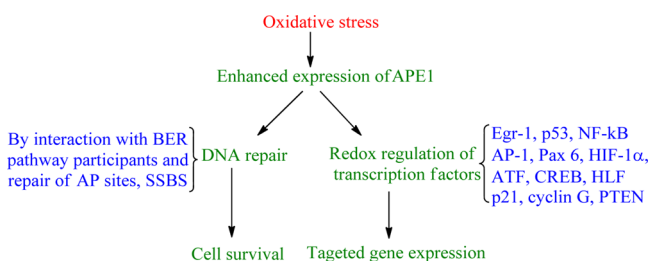 Oxidative stress
Enhanced expression of APE1
By interaction with BER
pathway participants and
repair of AP sites, SSBS
DNA repair
Redox regulation of
transcription factors
Egr-1, p53, NF-kB
AP-1, Pax 6, HIF-1α,
ATF, CREB, HLF
p21, cyclin G, PTEN
Cell survival
Tageted gene expression